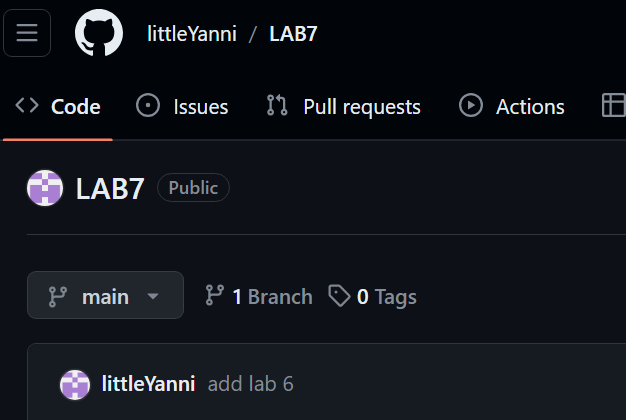 littleYanni / LAB7
Code Issues Pull requests Actions
LAB7 Public
main 1 Branch 0 Tags
littleYanni add lab 6